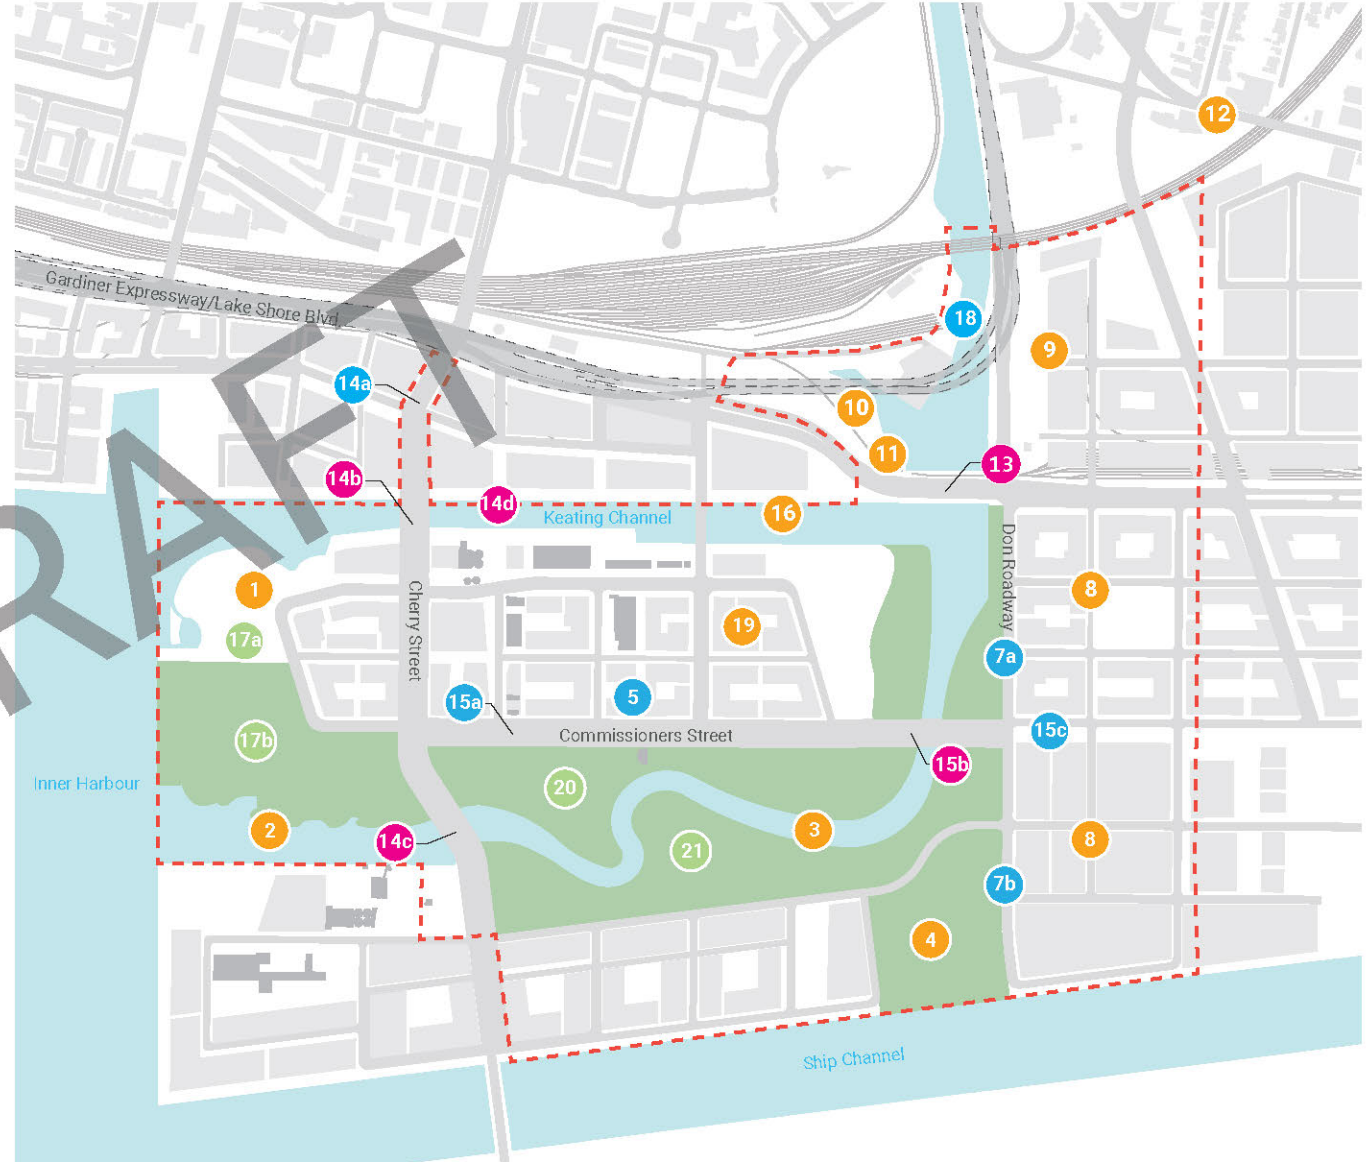 12
Gardiner Expressway/Lake Shore Blvd.
18
9
14a
10
11
13
14b
14d
16
Keating Channel
Don Roadway
DRAFT
1
Cherry Street
8
19
17a
7a
15a
5
15c
Commissioners Street
17b
15b
Inner Harbour
20
2
3
14c
8
21
7b
4
Ship Channel